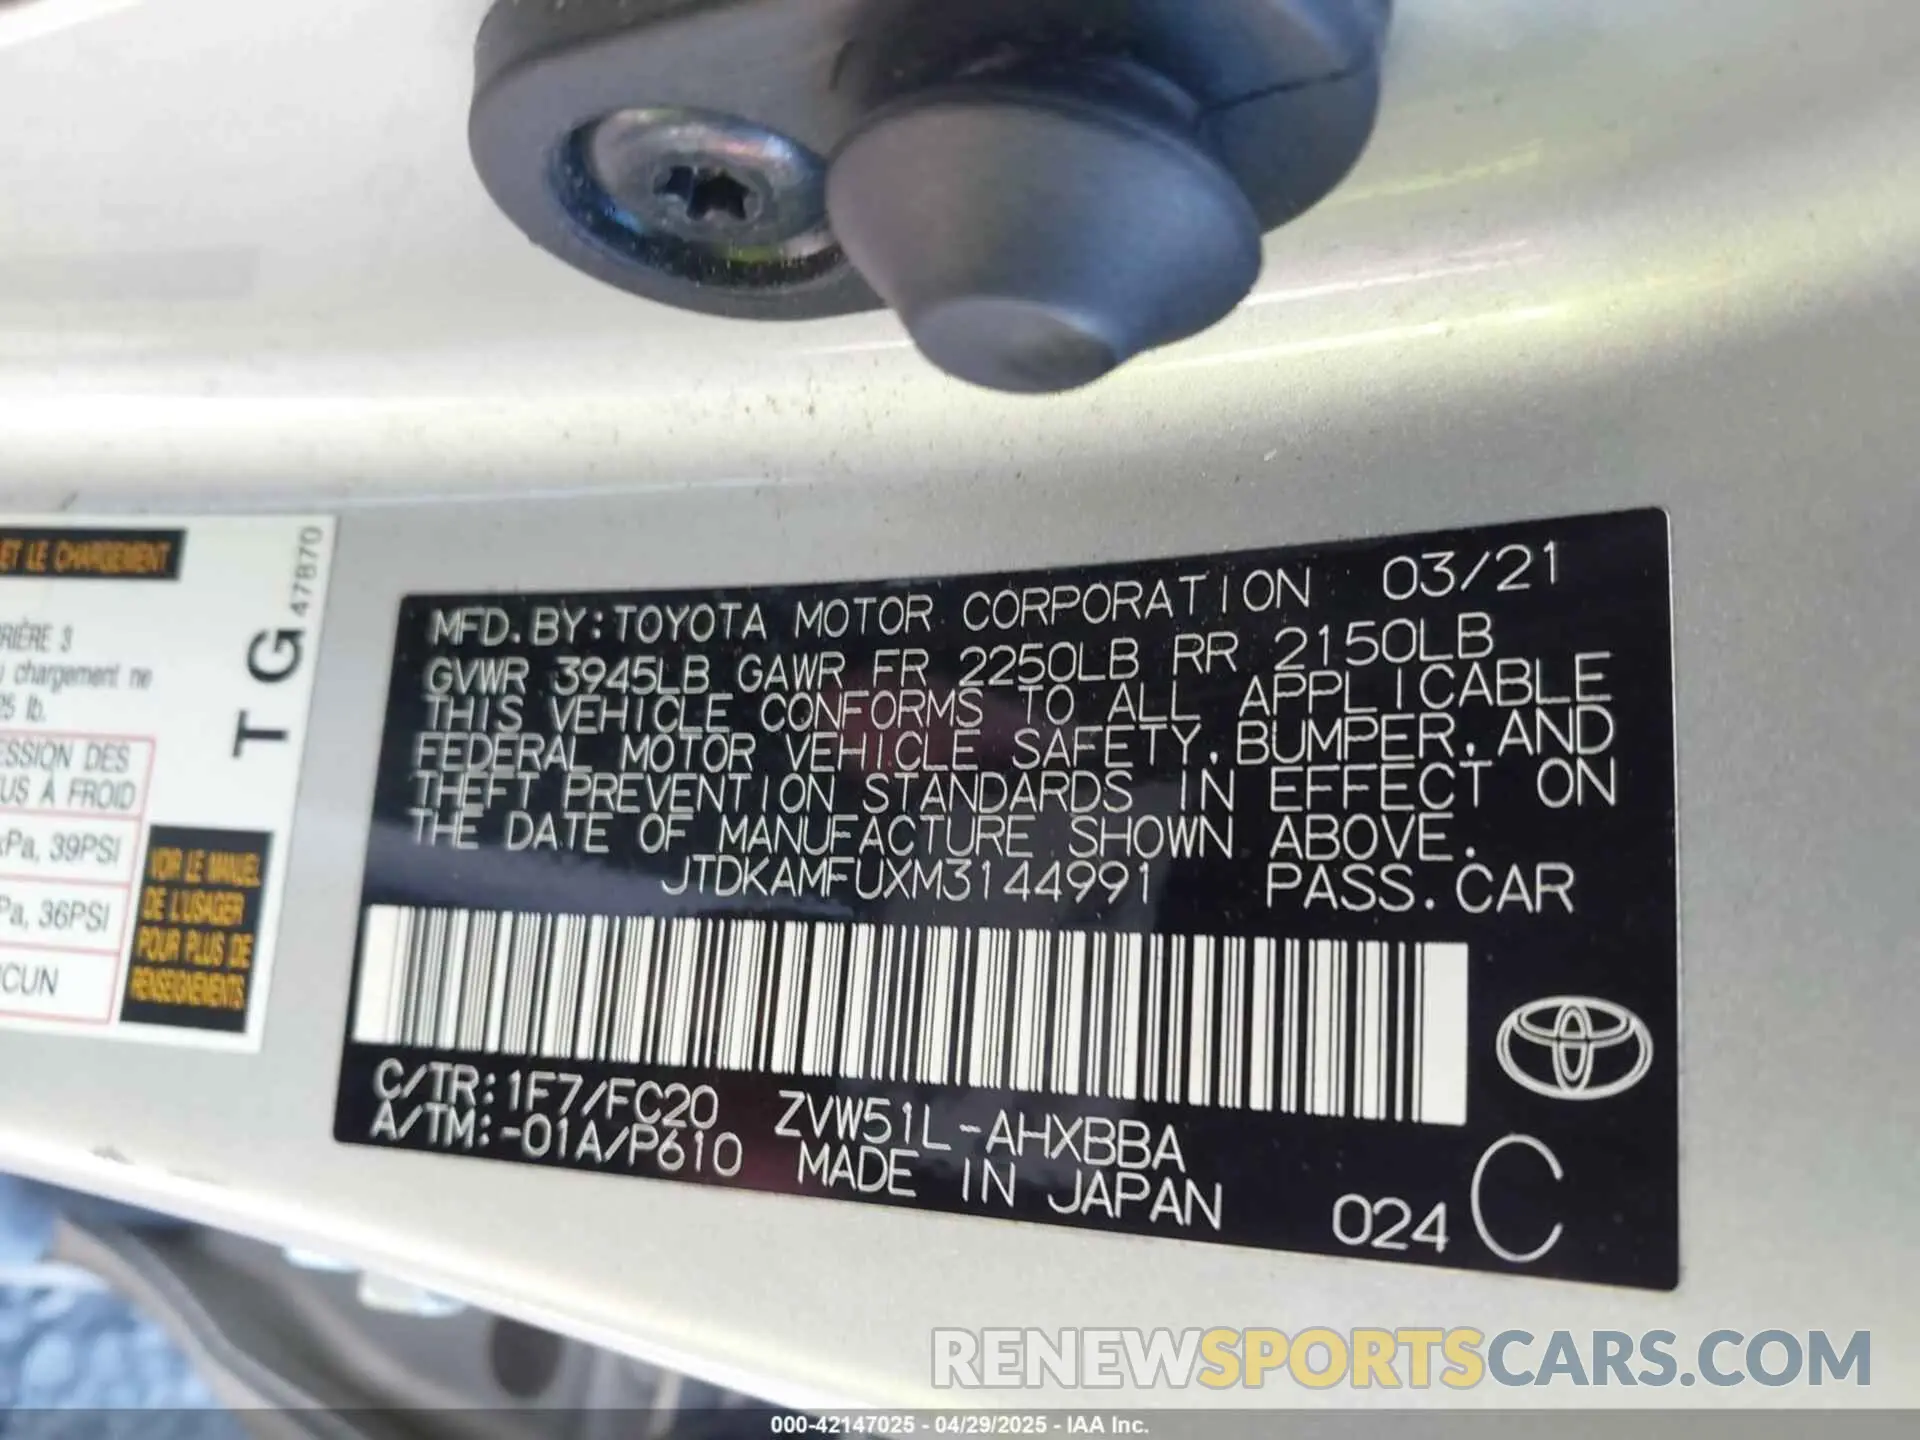 ET LE CHARGEMENT
RIÈRE 3
chargement ne
25 lb.
ESSION DES
US À FROID
kPa, 39PSI
Pa, 36PSI
CUN
VOIR LE MANUEL
DE L'USAGER
POUR PLUS DE
RENSEIGNEMENTS
T G
47870
MFD. BY: TOYOTA MOTOR CORPORATION 03/21
GVWR 3945LB GAWR FR 2250LB RR 2150LB
THIS VEHICLE CONFORMS TO ALL APPLICABLE
FEDERAL MOTOR VEHICLE SAFETY, BUMPER, AND
THEFT PREVENTION STANDARDS IN EFFECT ON
THE DATE OF MANUFACTURE SHOWN ABOVE.
JTDKAMFUXM3144991 PASS. CAR
C/TR: 1F7/FC20 ZVW51L-AHXBBA
A/TM: -01A/P610 MADE IN JAPAN
024 C
RENEWSPORTSCARS.COM
000-42147025 - 04/29/2025 - IAA Inc.